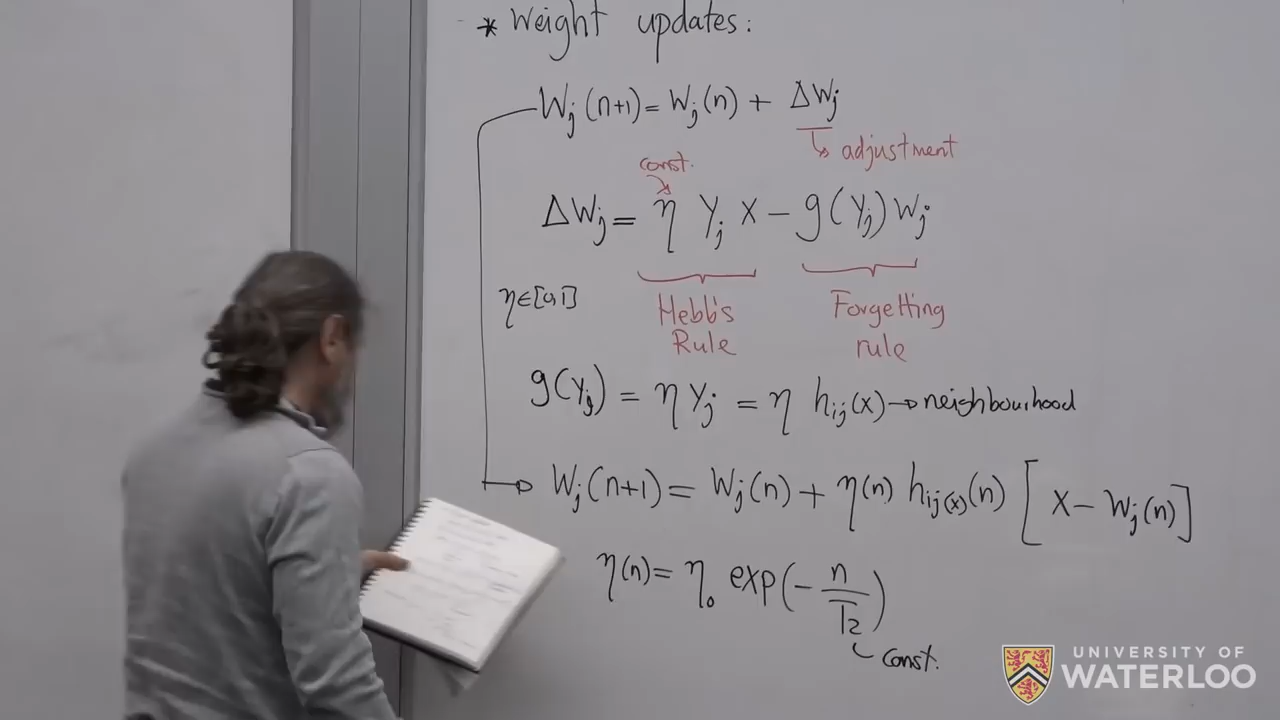 * Weight updates:
Wj(n+1) = Wj(n) + ΔWj
↳ adjustment
const.
ΔWj = η Yj X − g(Yj) Wj
η∈[0,1]
Hebb's Rule
Forgetting rule
g(Yj) = η Yj = η hij(x) → neighbourhood
Wj(n+1) = Wj(n) + η(n) hij(x)(n) [X − Wj(n)]
η(n) = η0 exp(−n/T2)
const.
UNIVERSITY OF
WATERLOO